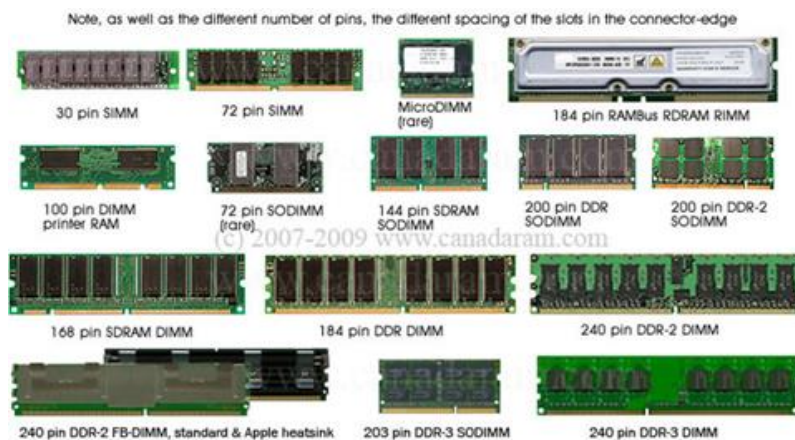 Note, as well as the different number of pins, the different spacing of the slots in the connector-edge
30 pin SIMM
72 pin SIMM
MicroDIMM
(rare)
184 pin RAMBus RDRAM RIMM
100 pin DIMM
printer RAM
72 pin SODIMM
(rare)
144 pin SDRAM
SODIMM
200 pin DDR
SODIMM
200 pin DDR-2
SODIMM
(c) 2007-2009 www.canadaram.com
168 pin SDRAM DIMM
184 pin DDR DIMM
240 pin DDR-2 DIMM
240 pin DDR-2 FB-DIMM, standard & Apple heatsink
203 pin DDR-3 SODIMM
240 pin DDR-3 DIMM